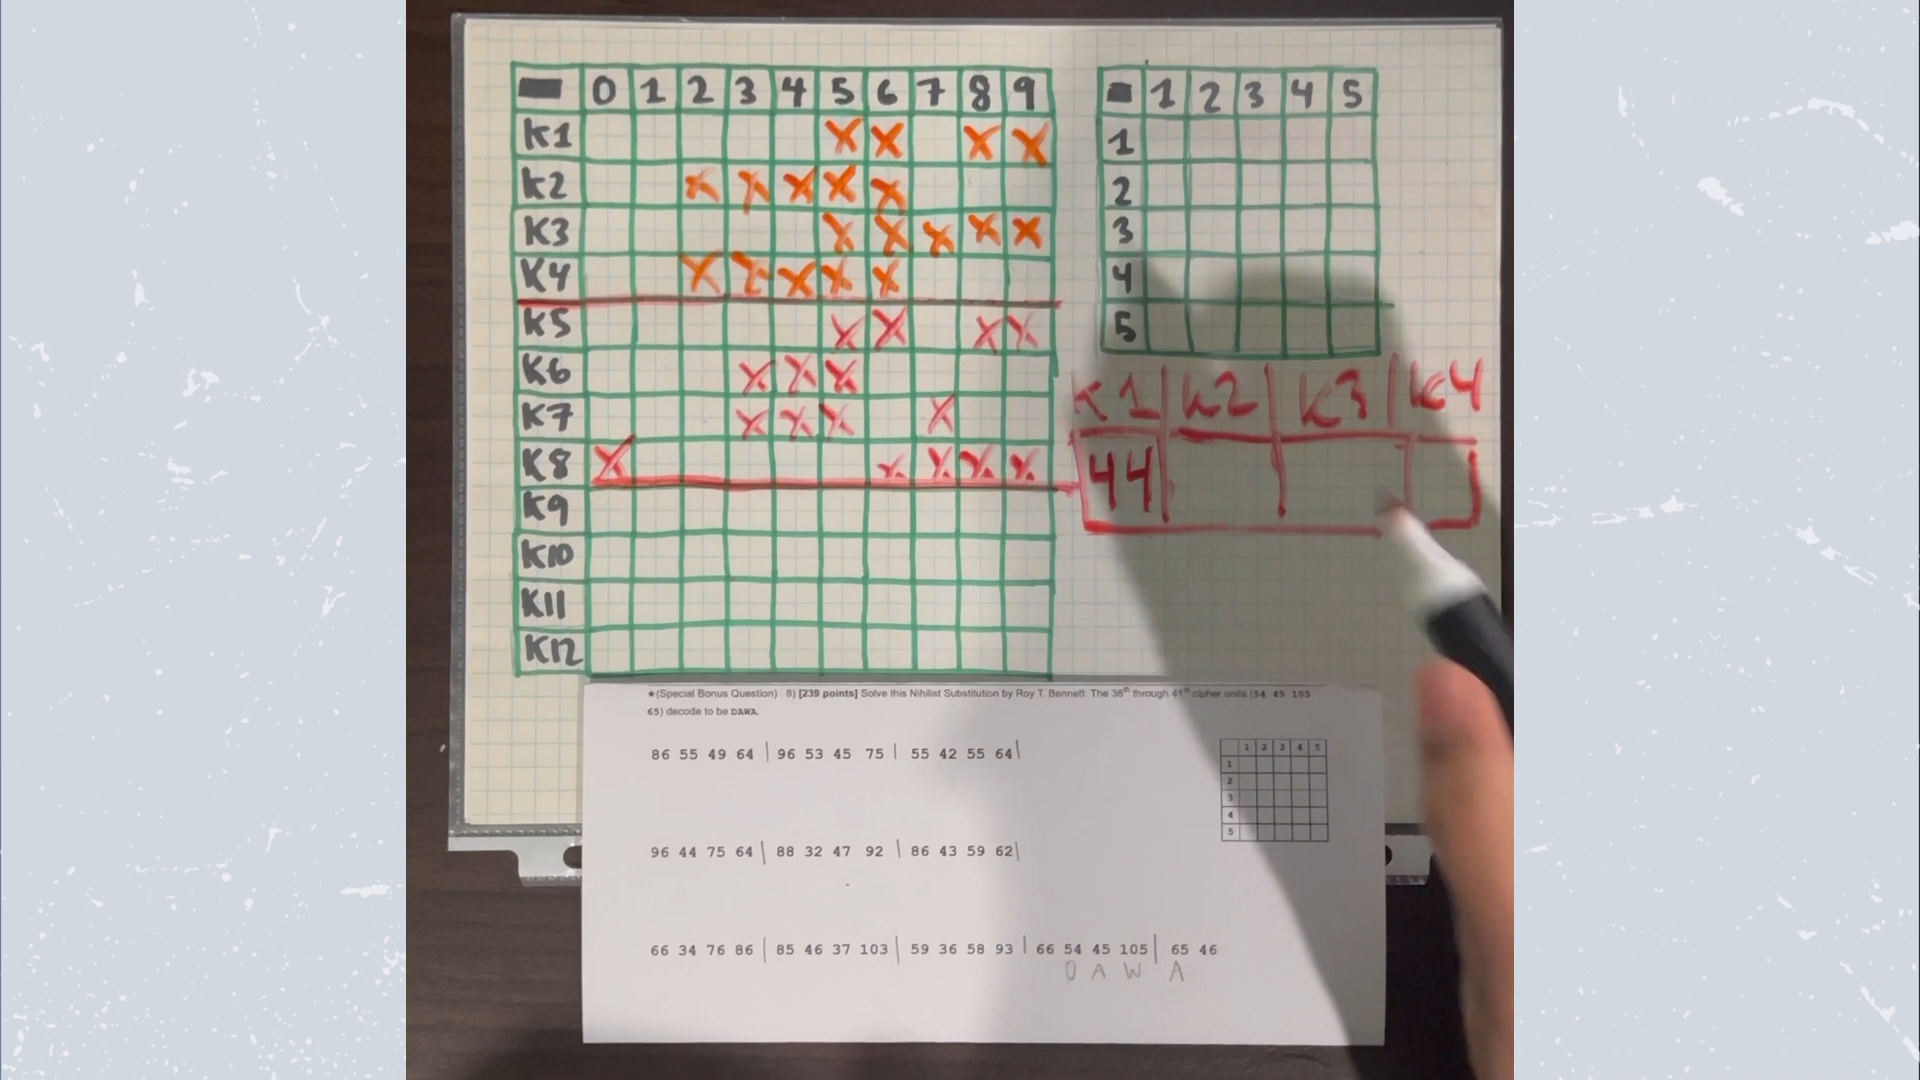 0 1 2 3 4 5 6 7 8 9
K1 X X X X
K2 X X X X X
K3 X X X X X
K4 X X X X X
K5 X X X X
K6 X X X
K7 X X X X
K8 X X X X X
K9
K10
K11
K12
1 2 3 4 5
1
2
3
4
5
K1 K2 K3 K4
44
★(Special Bonus Question) 8) [239 points] Solve this Nihilist Substitution by Roy T. Bennett. The 38th through 41st cipher units (54 45 105
65) decode to be DAWA.
86 55 49 64 | 96 53 45 75 | 55 42 55 64 |
96 44 75 64 | 88 32 47 92 | 86 43 59 62 |
66 34 76 86 | 85 46 37 103 | 59 36 58 93 | 66 54 45 105 | 65 46
D A W A
1 2 3 4 5
1
2
3
4
5